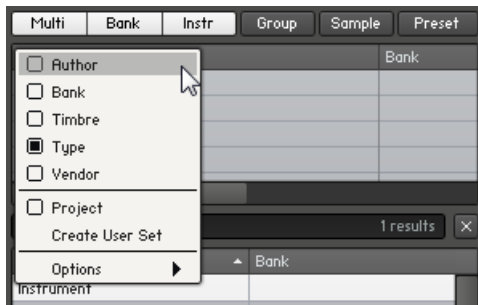 Multi Bank Instr Group Sample Preset
Bank
Author
Bank
Timbre
Type
Vendor
Project
1 results
Create User Set
Bank
Options
Instrument